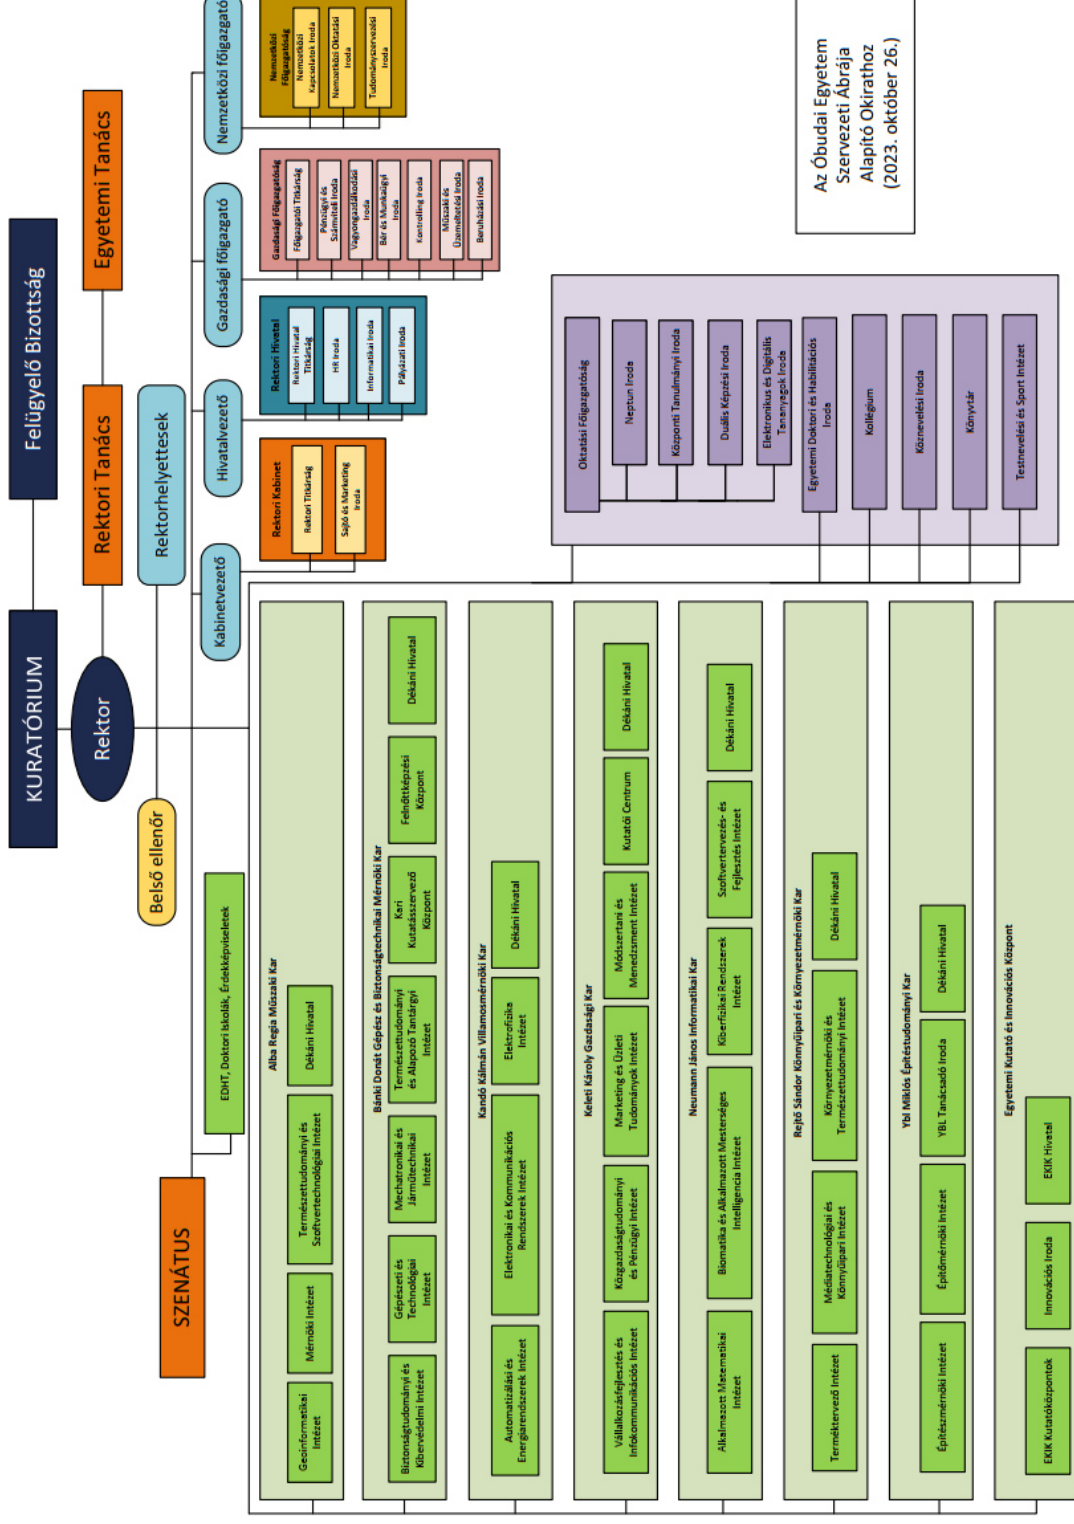 KURATÓRIUM
Felügyelő Bizottság
Rektor
Rektori Tanács
Egyetemi Tanács
Belső ellenőr
Rektorhelyettesek
SZENÁTUS
EDHT, Doktori Iskolák, Érdekképviseletek
Kabinetvezető
Hivatalvezető
Gazdasági főigazgató
Nemzetközi főigazgató
Rektori Kabinet
Rektori Titkárság
Sajtó és Marketing
Iroda
Rektori Hivatal
Rektori Hivatal
Titkárság
HR Iroda
Informatikai Iroda
Pályázati Iroda
Gazdasági Főigazgatóság
Főigazgatói Titkárság
Pénzügyi és
Számviteli Iroda
Vagyongazdálkodási
Iroda
Bér és Munkaügyi
Iroda
Kontrolling Iroda
Műszaki és
Üzemeltetési Iroda
Beruházási Iroda
Nemzetközi
Főigazgatóság
Nemzetközi
Kapcsolatok Iroda
Nemzetközi Oktatási
Iroda
Tudományszervezési
Iroda
Alba Regia Műszaki Kar
Geoinformatikai
Intézet
Mérnöki Intézet
Természettudományi és
Szoftvertechnológiai Intézet
Dékáni Hivatal
Bánki Donát Gépész és Biztonságtechnikai Mérnöki Kar
Biztonságtudományi és
Kibervédelmi Intézet
Gépészeti és
Technológiai
Intézet
Mechatronikai és
Járműtechnikai
Intézet
Természettudományi
és Alapozó Tantárgyi
Intézet
Kari
Kutatásszervező
Központ
Felnőttképzési
Központ
Dékáni Hivatal
Kandó Kálmán Villamosmérnöki Kar
Automatizálási és
Energiarendszerek Intézet
Elektronikai és Kommunikációs
Rendszerek Intézet
Elektrofizika
Intézet
Dékáni Hivatal
Keleti Károly Gazdasági Kar
Vállalkozásfejlesztés és
Infokommunikációs Intézet
Közgazdaságtudományi
és Pénzügyi Intézet
Marketing és Üzleti
Tudományok Intézet
Módszertani és
Menedzsment Intézet
Kutatói Centrum
Dékáni Hivatal
Neumann János Informatikai Kar
Alkalmazott Matematikai
Intézet
Biomatika és Alkalmazott Mesterséges
Intelligencia Intézet
Kiberfizikai Rendszerek
Intézet
Szoftvertervezés- és
Fejlesztés Intézet
Dékáni Hivatal
Rejtő Sándor Könnyűipari és Környezetmérnöki Kar
Terméktervező Intézet
Médiatechnológiai és
Könnyűipari Intézet
Környezetmérnöki és
Természettudományi Intézet
Dékáni Hivatal
Ybl Miklós Építéstudományi Kar
Építészmérnöki Intézet
Építőmérnöki Intézet
YBL Tanácsadó Iroda
Dékáni Hivatal
Egyetemi Kutató és Innovációs Központ
EKIK Kutatóközpontok
Innovációs Iroda
EKIK Hivatal
Oktatási Főigazgatóság
Neptun Iroda
Központi Tanulmányi Iroda
Duális Képzési Iroda
Elektronikus és Digitális
Tananyagok Iroda
Egyetemi Doktori és Habilitációs
Iroda
Kollégium
Köznevelési Iroda
Könyvtár
Testnevelési és Sport Intézet
Az Óbudai Egyetem
Szervezeti Ábrája
Alapító Okirathoz
(2023. október 26.)